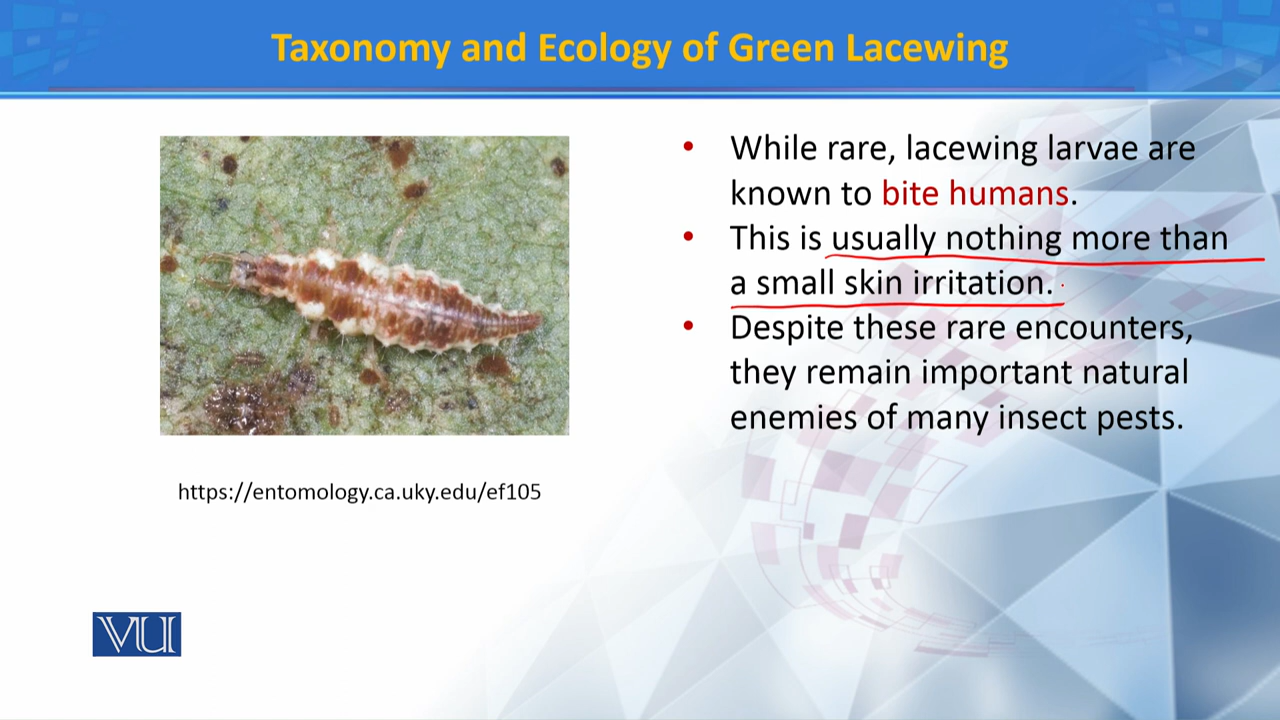 Taxonomy and Ecology of Green Lacewing
• While rare, lacewing larvae are
known to bite humans.
• This is usually nothing more than
a small skin irritation.
• Despite these rare encounters,
they remain important natural
enemies of many insect pests.
https://entomology.ca.uky.edu/ef105
VU